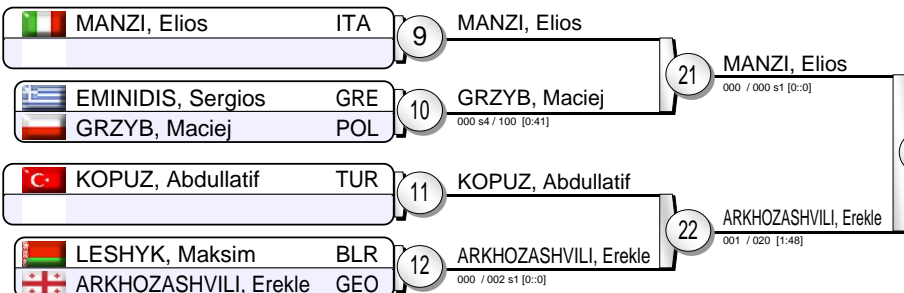 MANZI, Elios ITA
9
MANZI, Elios
21
MANZI, Elios
000 / 000 s1 [0::0]
EMINIDIS, Sergios GRE
GRZYB, Maciej POL
10
GRZYB, Maciej
000 s4 / 100 [0:41]
KOPUZ, Abdullatif TUR
11
KOPUZ, Abdullatif
22
ARKHOZASHVILI, Erekle
001 / 020 [1:48]
LESHYK, Maksim BLR
ARKHOZASHVILI, Erekle GEO
12
ARKHOZASHVILI, Erekle
000 / 002 s1 [0::0]